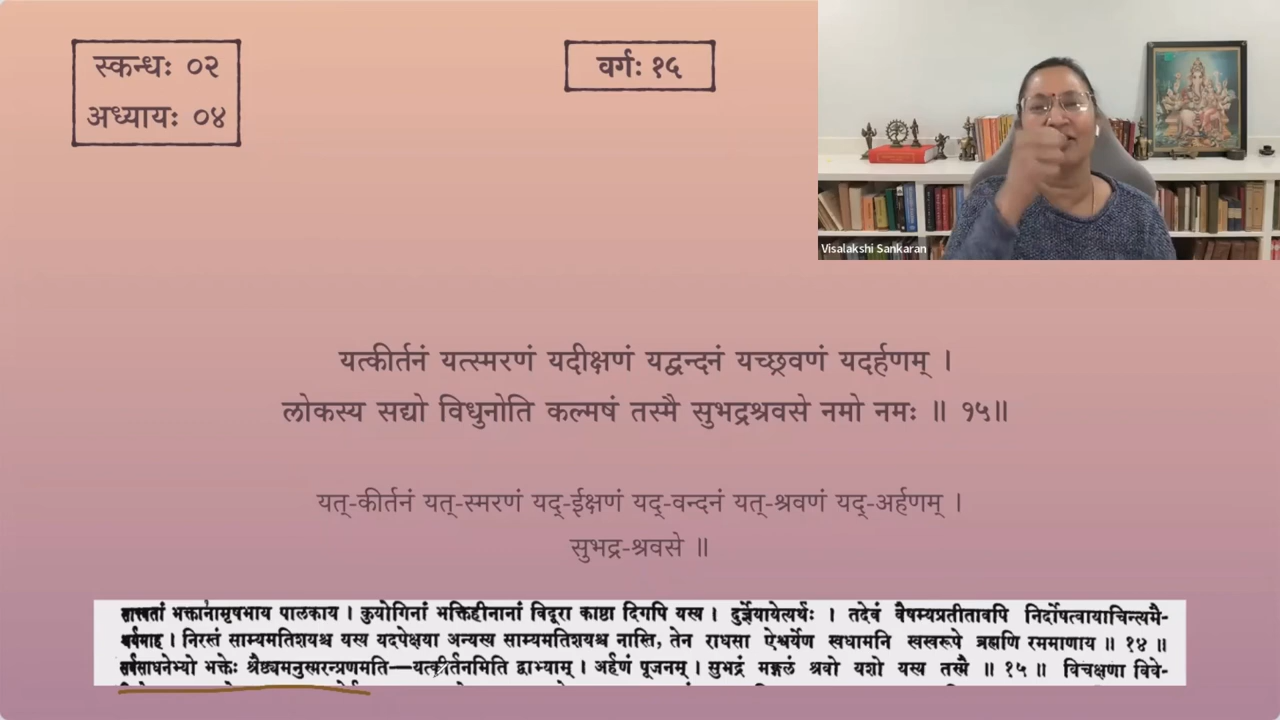 स्कन्धः ०२
अध्यायः ०४
वर्गः १५
Visalakshi Sankaran
यत्कीर्तनं यत्स्मरणं यदीक्षणं यद्वन्दनं यच्छ्रवणं यदर्हणम् ।
लोकस्य सद्यो विधुनोति कल्मषं तस्मै सुभद्रश्रवसे नमो नमः ॥ १५॥
यत्-कीर्तनं यत्-स्मरणं यद्-ईक्षणं यद्-वन्दनं यत्-श्रवणं यद्-अर्हणम् ।
सुभद्र-श्रवसे ॥
सात्वतां भक्तानामृषभाय पालकाय । कुयोगिनां भक्तिहीनानां विदूरा काष्ठा दिगपि यस्य । दुर्ज्ञेयायेत्यर्थः । तदेवं वैषम्यप्रतीतावपि निर्दोषत्वायाचिन्त्यमै-
श्वर्यमाह । निरस्तं साम्यमतिशयश्च यस्य यदपेक्षया अन्यस्य साम्यमतिशयश्च नास्ति, तेन राधसा ऐश्वर्येण स्वधामनि स्वस्वरूपे ब्रह्मणि रममाणाय ॥ १४ ॥
सर्वसाधनेभ्यो भक्तेः श्रैष्ठ्यमनुस्मरन्प्रणमति—यत्कीर्तनमिति द्वाभ्याम् । अर्हणं पूजनम् । सुभद्रं मङ्गलं श्रवो यशो यस्य तस्मै ॥ १५ ॥ विचक्षणा विवे-